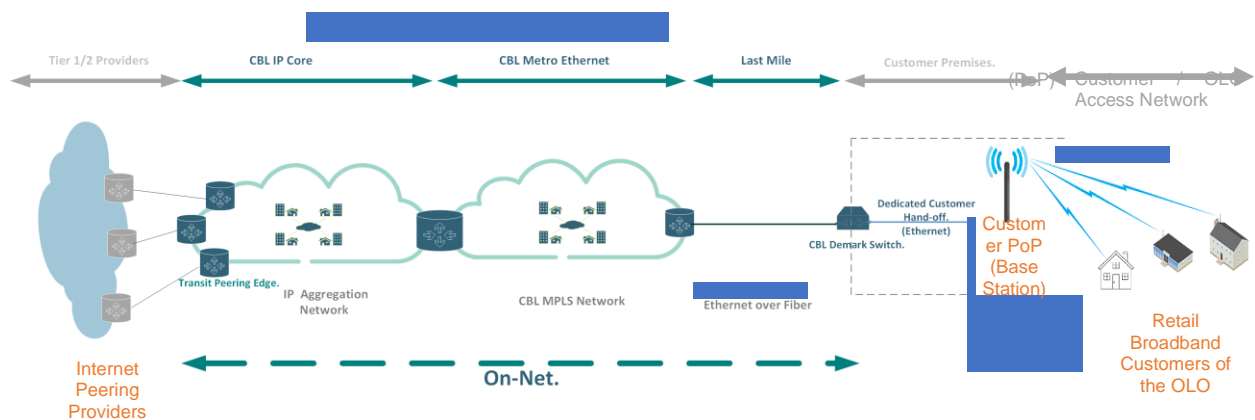 Tier 1/2 Providers
CBL IP Core
CBL Metro Ethernet
Last Mile
Customer Premises.
(PoP) Customer / OLO
Access Network
Dedicated Customer
Hand-off.
(Ethernet)
CBL Demark Switch.
Transit Peering Edge.
IP Aggregation
Network
CBL MPLS Network
Ethernet over Fiber
Custom
er PoP
(Base
Station)
On-Net.
Internet
Peering
Providers
Retail
Broadband
Customers of
the OLO